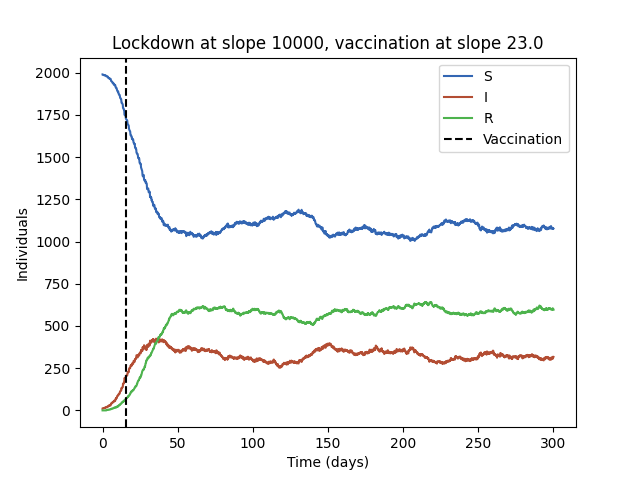 Lockdown at slope 10000, vaccination at slope 23.0
S
I
R
Vaccination
2000
1750
1500
1250
1000
750
500
250
0
Individuals
0 50 100 150 200 250 300
Time (days)